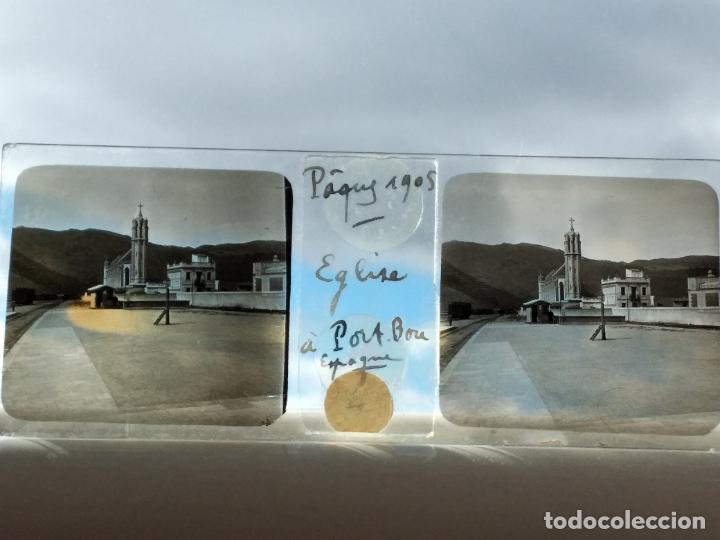 Pâques 1905
Eglise
à Port.Bou
Espagne
todocoleccion